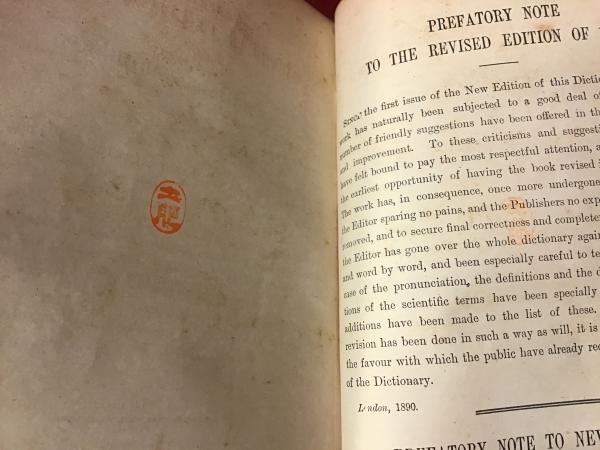 PREFATORY NOTE
TO THE REVISED EDITION OF
SINCE the first issue of the New Edition of this Dictio
work has naturally been subjected to a good deal of
number of friendly suggestions have been offered in th
and improvement. To these criticisms and suggesti
have felt bound to pay the most respectful attention, a
the earliest opportunity of having the book revised i
The work has, in consequence, once more undergone
the Editor sparing no pains, and the Publishers no exp
removed, and to secure final correctness and complete
the Editor has gone over the whole dictionary again
and word by word, and been especially careful to te
case of the pronunciation, the definitions and the d
tions of the scientific terms have been specially
additions have been made to the list of these.
revision has been done in such a way as will, it is
the favour with which the public have already rec
of the Dictionary.
London, 1890.
PREFATORY NOTE TO NEW